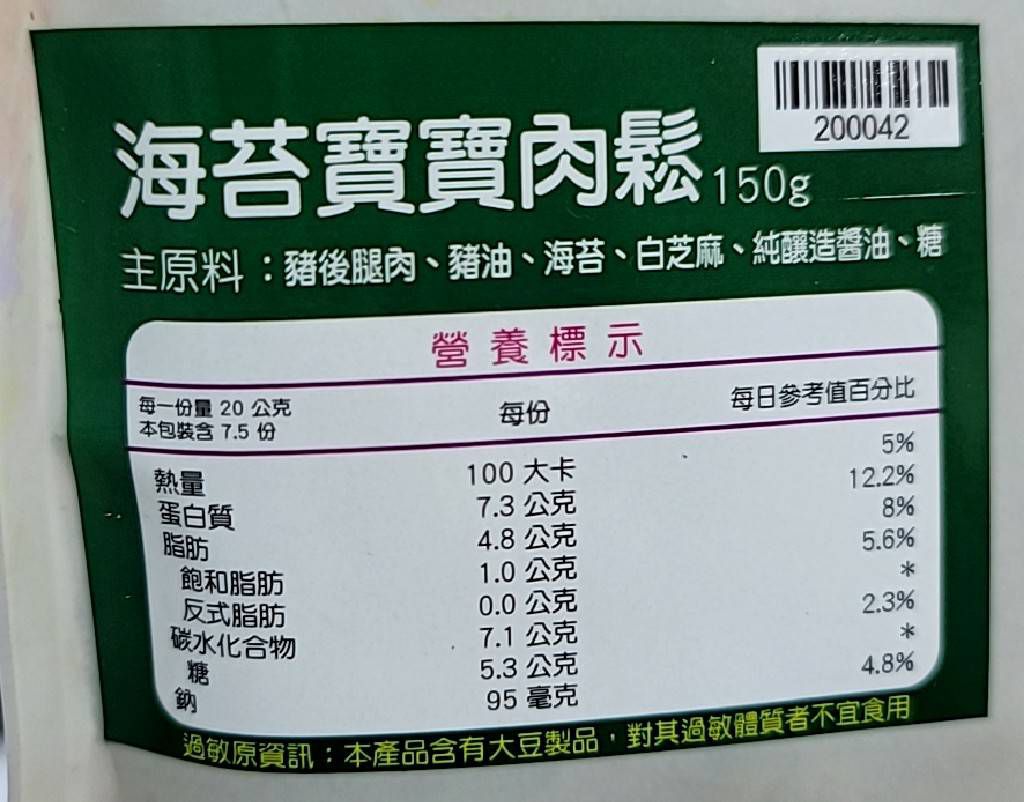 200042
海苔寶寶肉鬆150g
主原料：豬後腿肉、豬油、海苔、白芝麻、純釀造醬油、糖
營養標示
每一份量 20 公克
本包裝含 7.5 份
每份 每日參考值百分比
熱量 100 大卡 5%
蛋白質 7.3 公克 12.2%
脂肪 4.8 公克 8%
飽和脂肪 1.0 公克 5.6%
反式脂肪 0.0 公克 *
碳水化合物 7.1 公克 2.3%
糖 5.3 公克 *
鈉 95 毫克 4.8%
過敏原資訊：本產品含有大豆製品，對其過敏體質者不宜食用